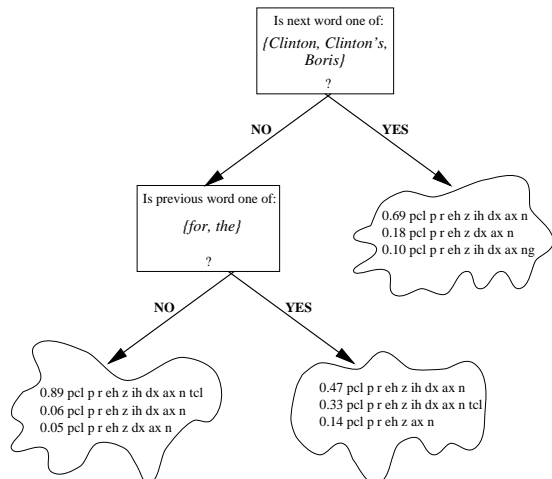 Is next word one of:
{Clinton, Clinton's,
Boris}
?
NO
YES
Is previous word one of:
{for, the}
?
0.69 pcl p r eh z ih dx ax n
0.18 pcl p r eh z dx ax n
0.10 pcl p r eh z ih dx ax ng
NO
YES
0.89 pcl p r eh z ih dx ax n tcl
0.06 pcl p r eh z ih dx ax n
0.05 pcl p r eh z dx ax n
0.47 pcl p r eh z ih dx ax n
0.33 pcl p r eh z ih dx ax n tcl
0.14 pcl p r eh z ax n